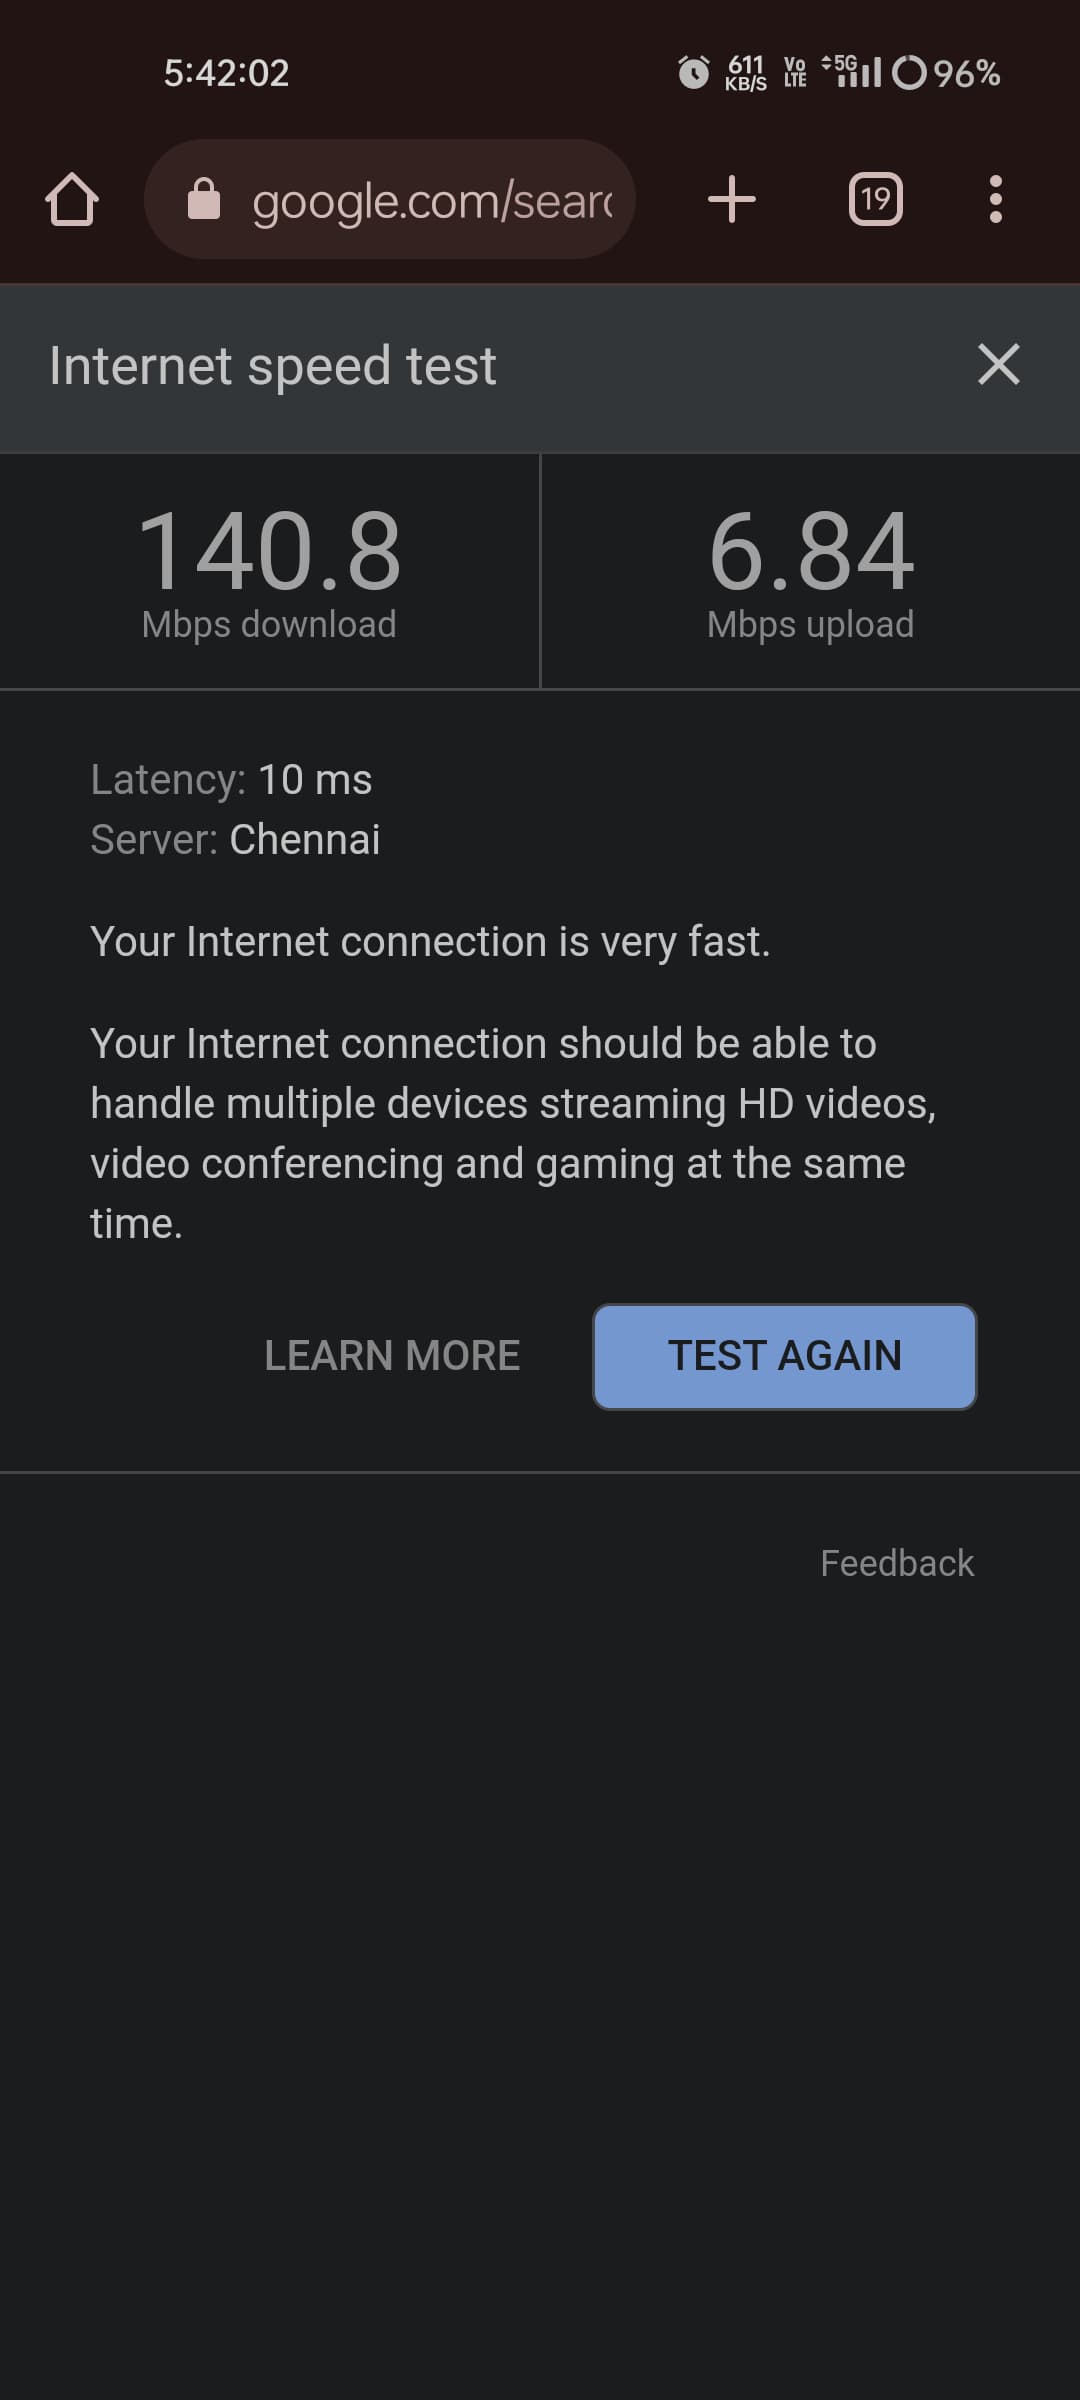 5:42:02
611
KB/S
Vo
LTE
5G
96%
google.com/sear
19
Internet speed test
140.8
Mbps download
6.84
Mbps upload
Latency: 10 ms
Server: Chennai
Your Internet connection is very fast.
Your Internet connection should be able to
handle multiple devices streaming HD videos,
video conferencing and gaming at the same
time.
LEARN MORE
TEST AGAIN
Feedback